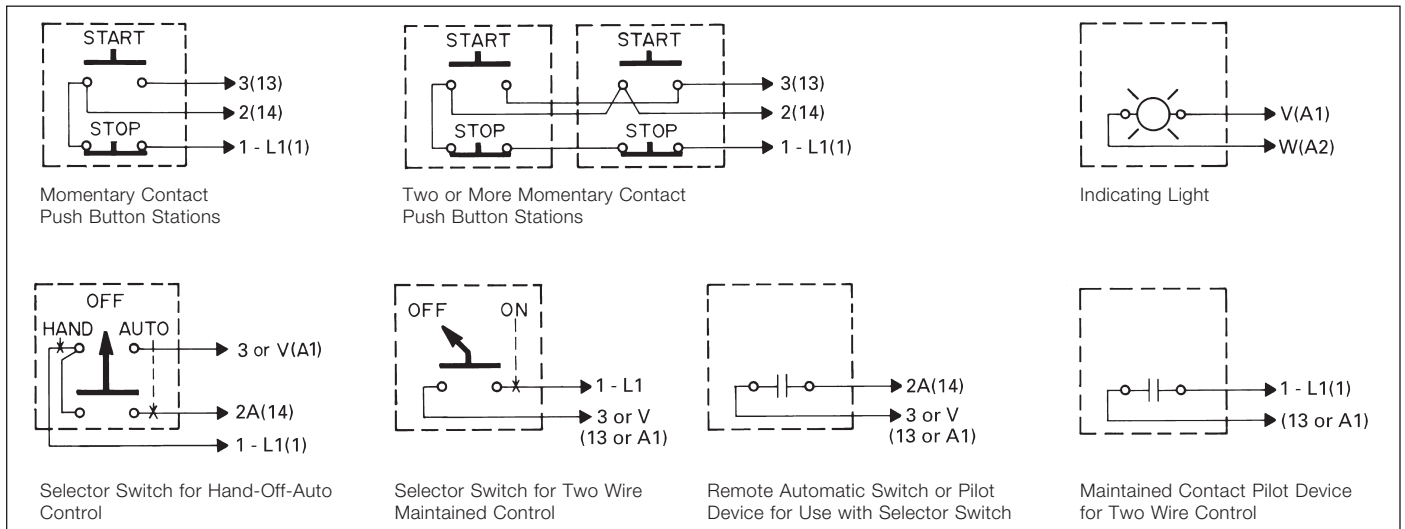 START
3(13)
2(14)
STOP
1 - L1(1)
Momentary Contact
Push Button Stations
START START
3(13)
2(14)
STOP STOP
1 - L1(1)
Two or More Momentary Contact
Push Button Stations
V(A1)
W(A2)
Indicating Light
OFF
HAND AUTO
3 or V(A1)
2A(14)
1 - L1(1)
Selector Switch for Hand-Off-Auto
Control
OFF ON
1 - L1
3 or V
(13 or A1)
Selector Switch for Two Wire
Maintained Control
2A(14)
3 or V
(13 or A1)
Remote Automatic Switch or Pilot
Device for Use with Selector Switch
1 - L1(1)
(13 or A1)
Maintained Contact Pilot Device
for Two Wire Control